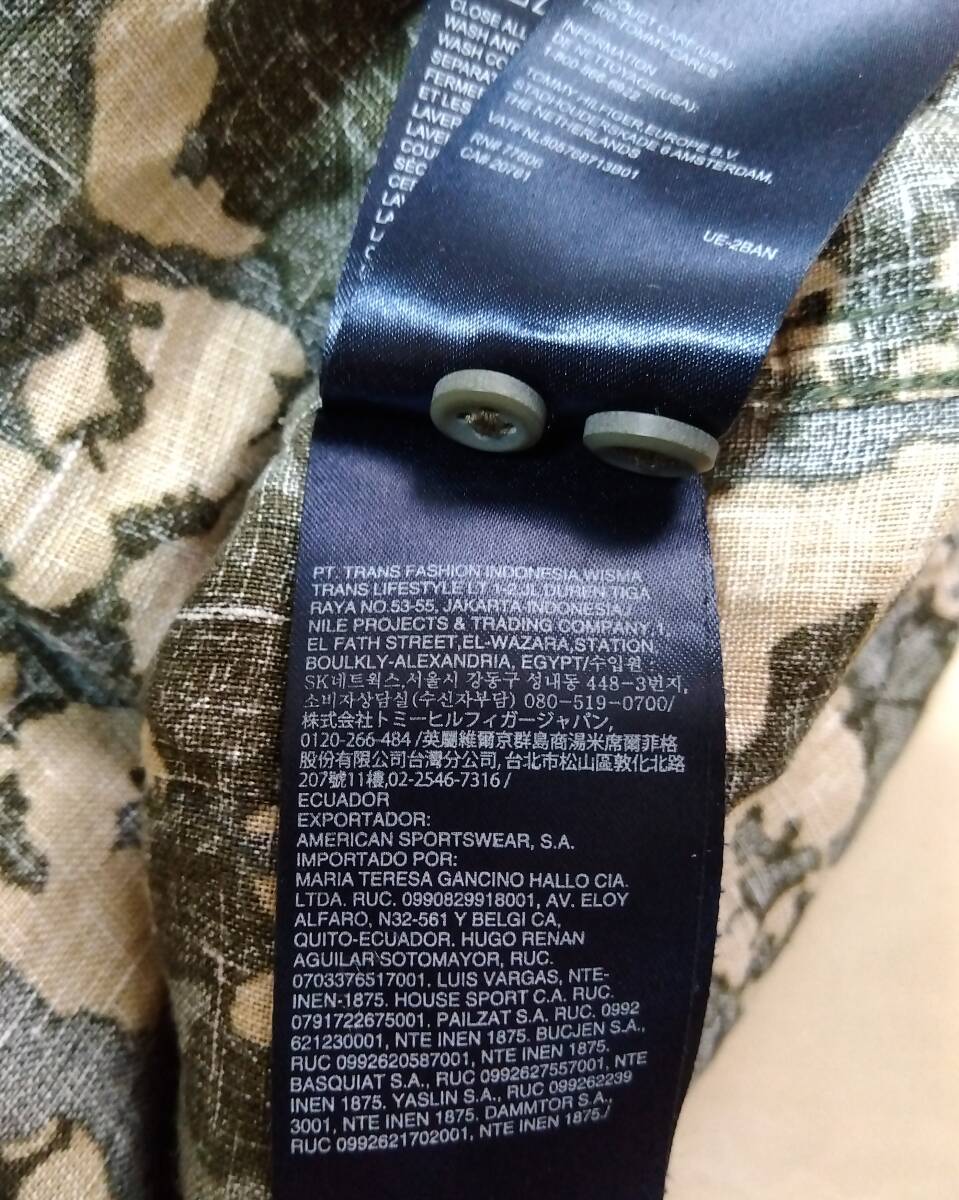 CLOSE ALL
WASH AND
WASH
SEPARA
FERME
ET LES
LAVER
LAVE
COU
SEC
PRODUCT CARE(USA):
1-800-TOMMY-CARES
INFORMATION
DE NETTOYAGE(USA):
TOMMY HILFIGER EUROPE B.V.
STADHOUDERSKADE 6 AMSTERDAM,
THE NETHERLANDS
RN# 77806
CA# 20761
UE-2BAN
PT. TRANS FASHION INDONESIA,WISMA
TRANS LIFESTYLE LT 1-2 JL DUREN TIGA
RAYA NO.53-55, JAKARTA-INDONESIA/
NILE PROJECTS & TRADING COMPANY,1,
EL FATH STREET,EL-WAZARA,STATION,
BOULKLY-ALEXANDRIA, EGYPT/수입원
SK네트웍스,서울시 강동구 성내동 448-3번지,
소비자상담실(수신자부담) 080-519-0700/
株式会社トミーヒルフィガージャパン,
0120-266-484 /英屬維爾京群島商湯米席爾菲格
股份有限公司台灣分公司, 台北市松山區敦化北路
207號11樓,02-2546-7316 /
ECUADOR
EXPORTADOR:
AMERICAN SPORTSWEAR, S.A.
IMPORTADO POR:
MARIA TERESA GANCINO HALLO CIA.
LTDA. RUC. 0990829918001, AV. ELOY
ALFARO, N32-561 Y BELGI CA,
QUITO-ECUADOR. HUGO RENAN
AGUILAR SOTOMAYOR, RUC.
0703376517001, LUIS VARGAS, NTE-
INEN-1875. HOUSE SPORT C.A. RUC.
0791722675001, PAILZAT S.A. RUC. 0992
621230001, NTE INEN 1875. BUCJEN S.A.,
RUC 0992620587001, NTE INEN 1875.
BASQUIAT S.A., RUC 0992627557001, NTE
INEN 1875. YASLIN S.A., RUC 099262239
3001, NTE INEN 1875. DAMMTOR S.A.,
RUC 0992621702001, NTE INEN 1875./